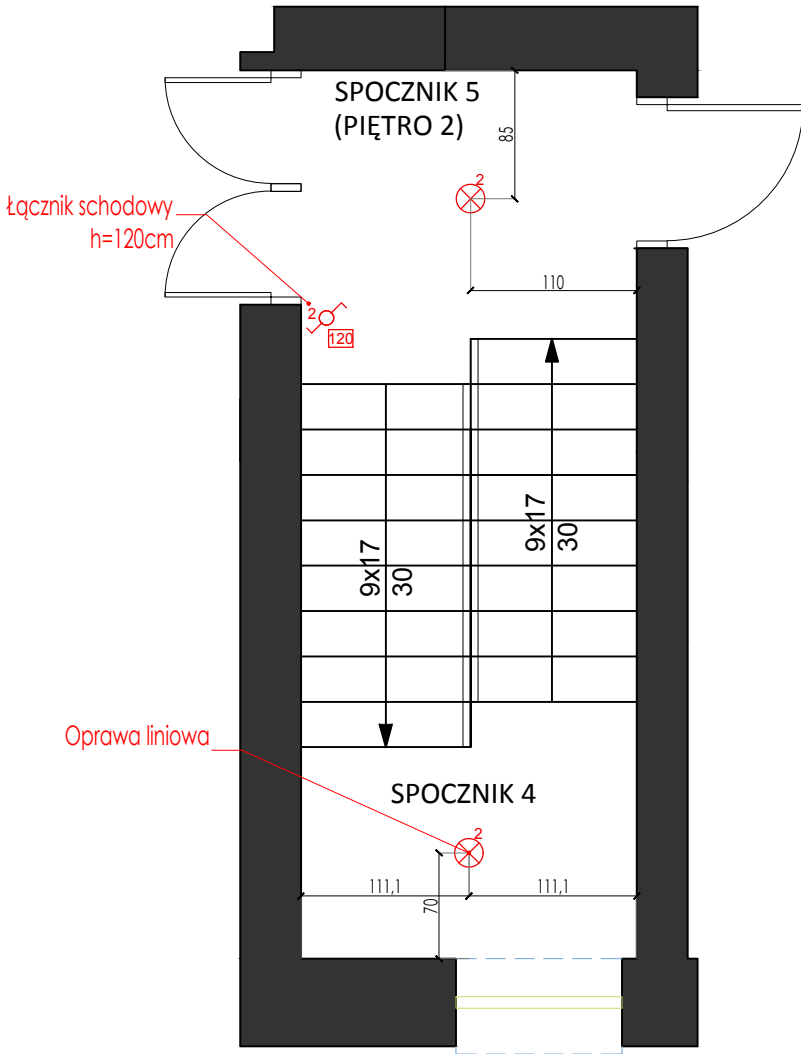 SPOCZNIK 5
(PIĘTRO 2)
85
2
Łącznik schodowy
h=120cm
110
2
120
9x17
30
9x17
30
Oprawa liniowa
SPOCZNIK 4
2
111,1
111,1
70